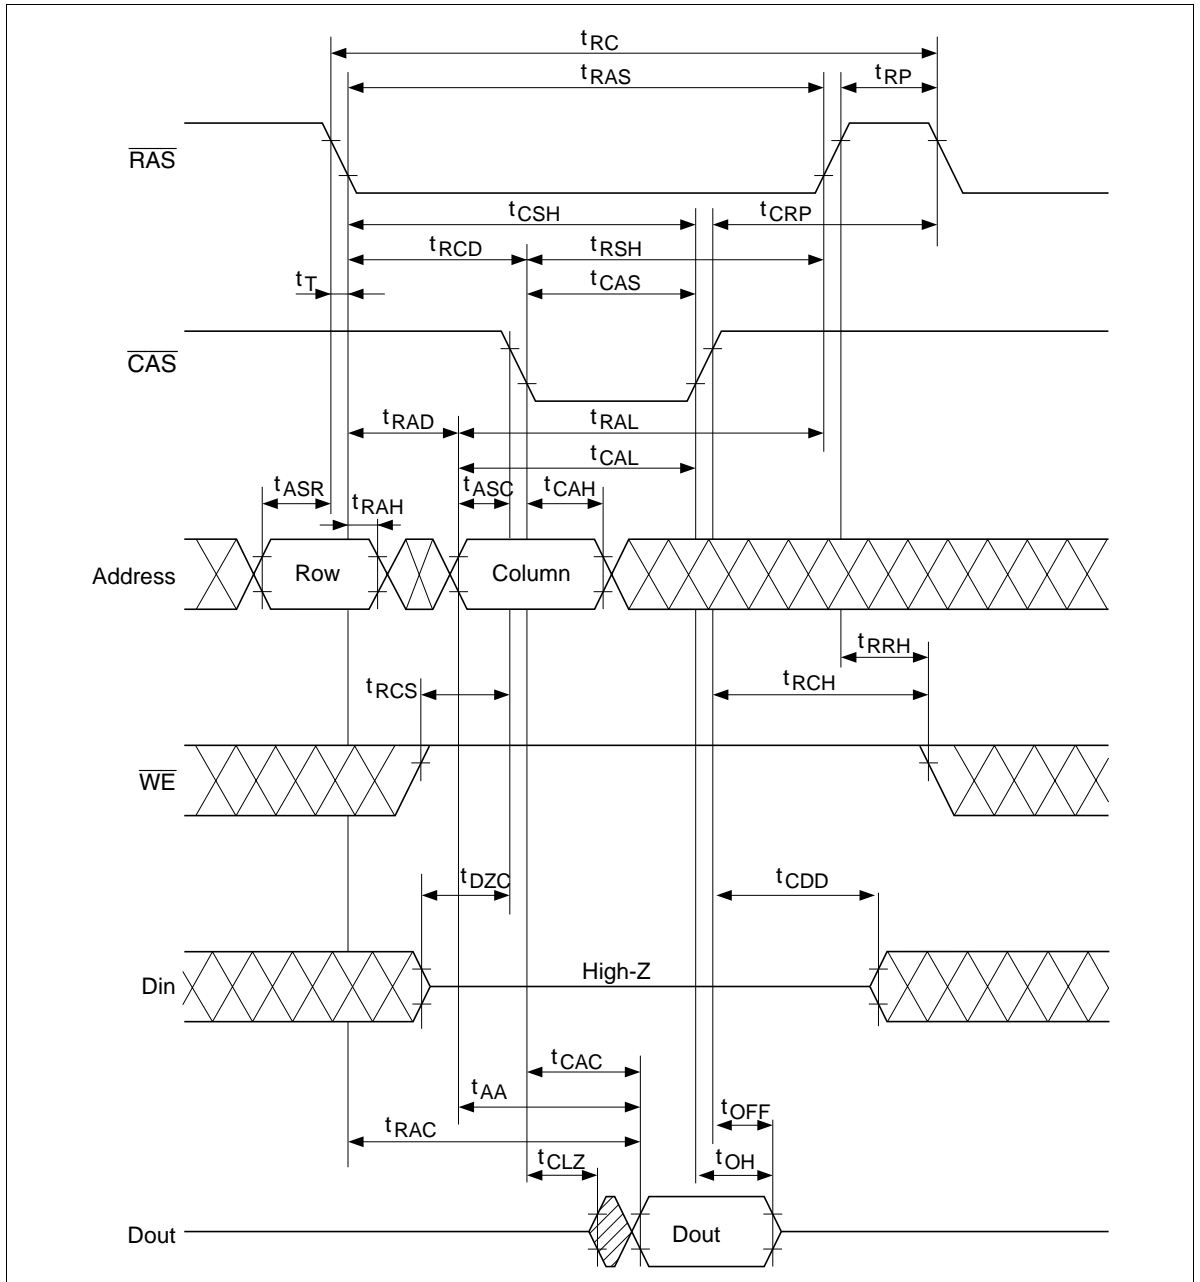 tRC
tRAS
tRP
RAS
tCSH
tCRP
tRCD
tRSH
tT
tCAS
CAS
tRAD
tRAL
tCAL
tASR
tASC
tCAH
tRAH
Address
Row
Column
tRRH
tRCS
tRCH
WE
tDZC
tCDD
Din
High-Z
tCAC
tAA
tOFF
tRAC
tCLZ
tOH
Dout
Dout